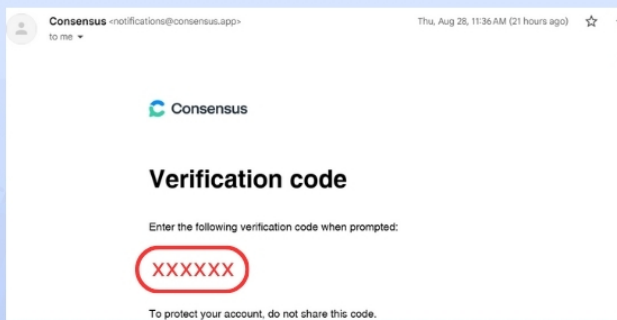 Consensus <notifications@consensus.app>
Thu, Aug 28, 11:36 AM (21 hours ago)
to me
Consensus
Verification code
Enter the following verification code when prompted:
XXXXXX
To protect your account, do not share this code.